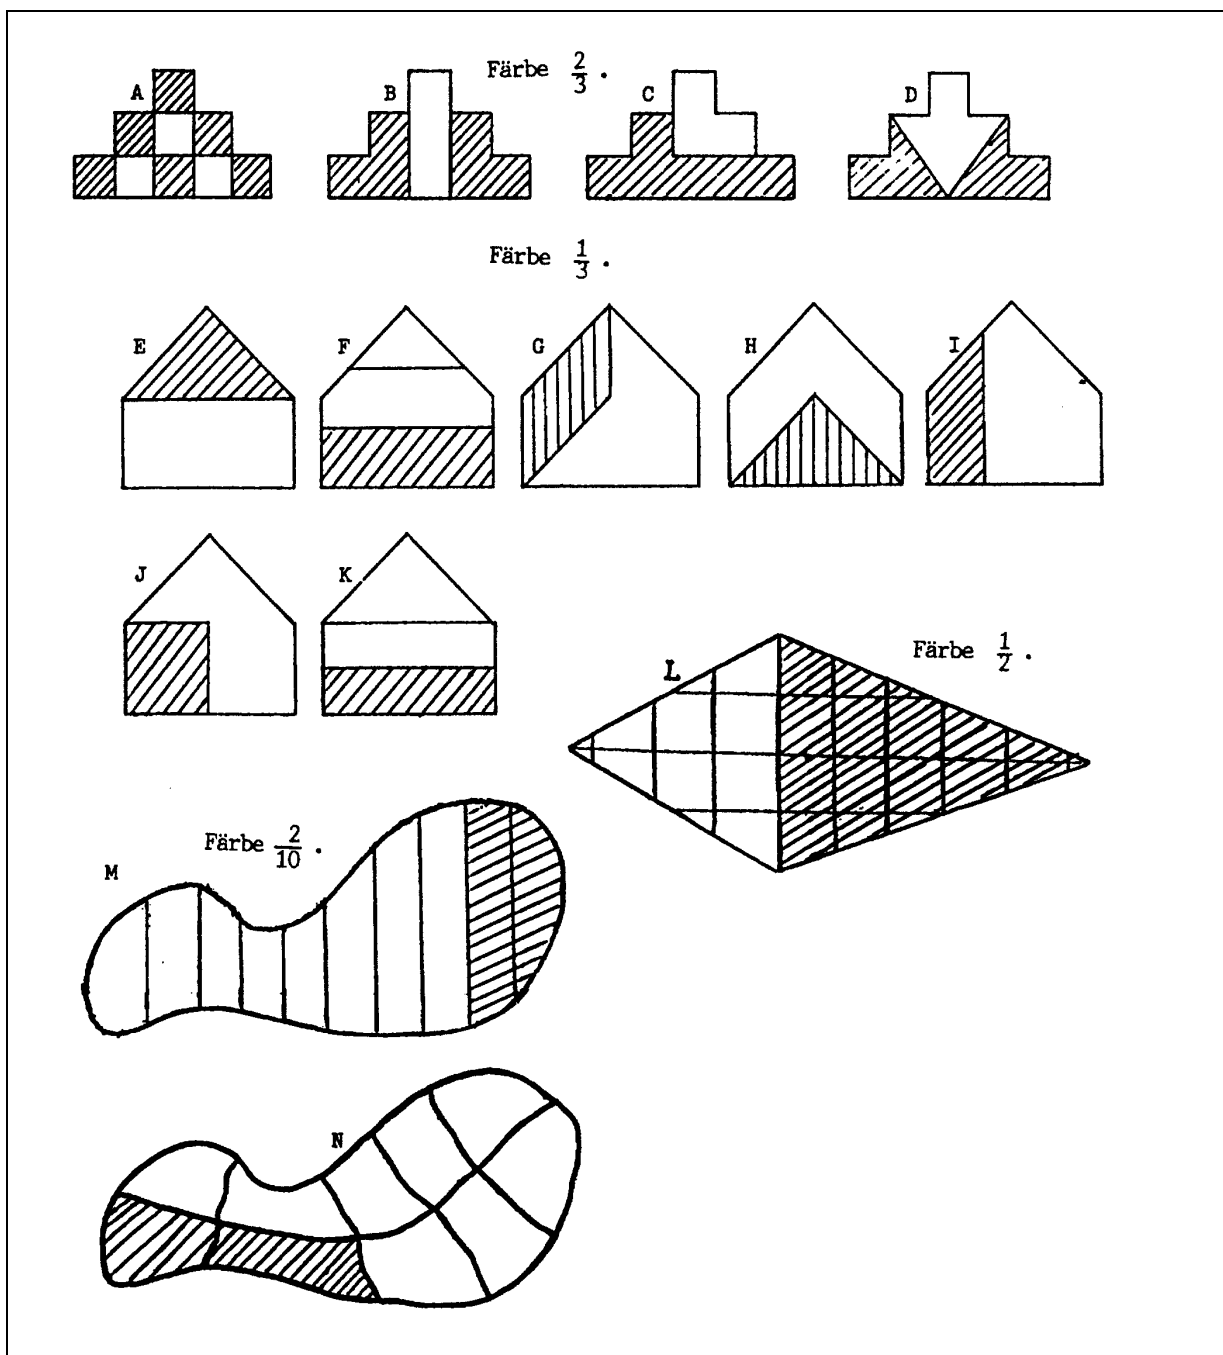 Färbe 2/3 .
A
B
C
D
Färbe 1/3 .
E
F
G
H
I
J
K
L
Färbe 1/2 .
Färbe 2/10 .
M
N